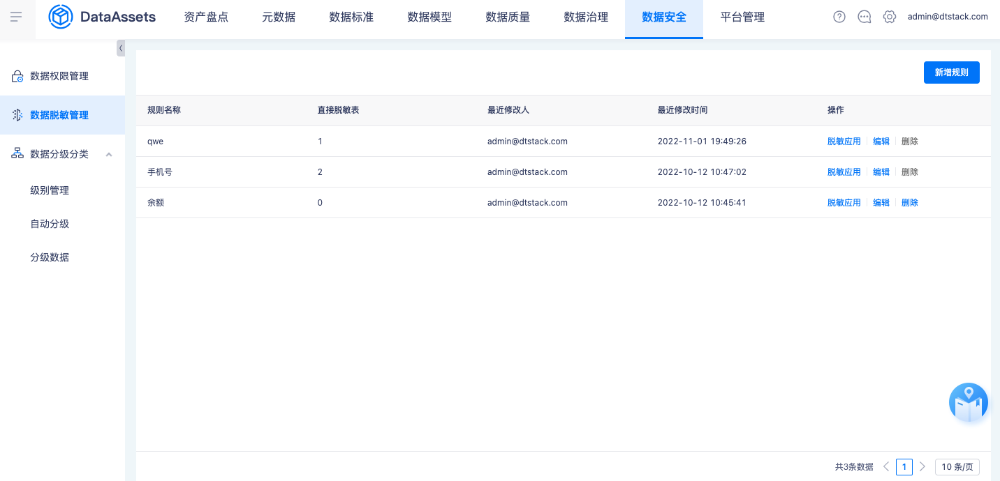 DataAssets 资产盘点 元数据 数据标准 数据模型 数据质量 数据治理 数据安全 平台管理 admin@dtstack.com
数据权限管理
数据脱敏管理
数据分级分类
级别管理
自动分级
分级数据
新增规则
规则名称 直接脱敏表 最近修改人 最近修改时间 操作
qwe 1 admin@dtstack.com 2022-11-01 19:49:26 脱敏应用 编辑 删除
手机号 2 admin@dtstack.com 2022-10-12 10:47:02 脱敏应用 编辑 删除
余额 0 admin@dtstack.com 2022-10-12 10:45:41 脱敏应用 编辑 删除
共3条数据 1 10 条/页